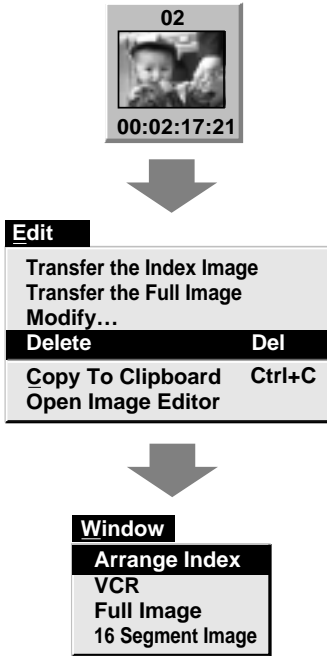 02
00:02:17:21
Edit
Transfer the Index Image
Transfer the Full Image
Modify…
Delete Del
Copy To Clipboard Ctrl+C
Open Image Editor
Window
Arrange Index
VCR
Full Image
16 Segment Image